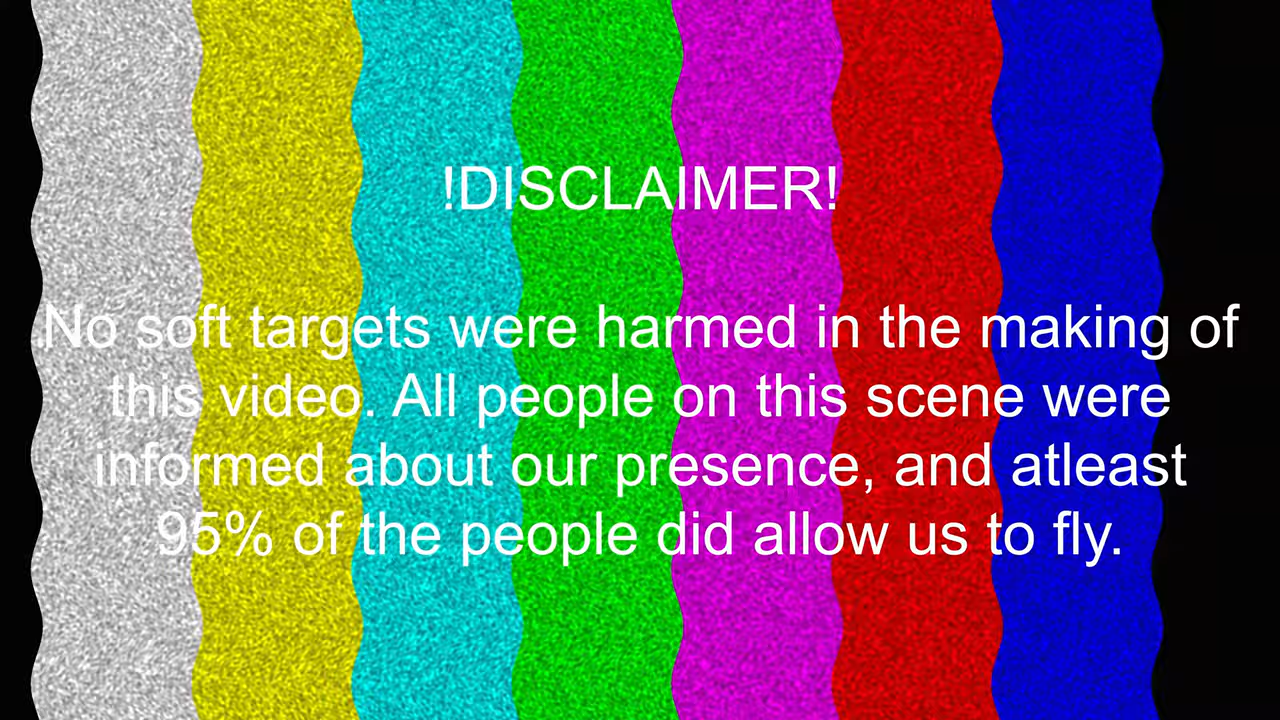 !DISCLAIMER!
No soft targets were harmed in the making of
this video. All people on this scene were
informed about our presence, and atleast
95% of the people did allow us to fly.